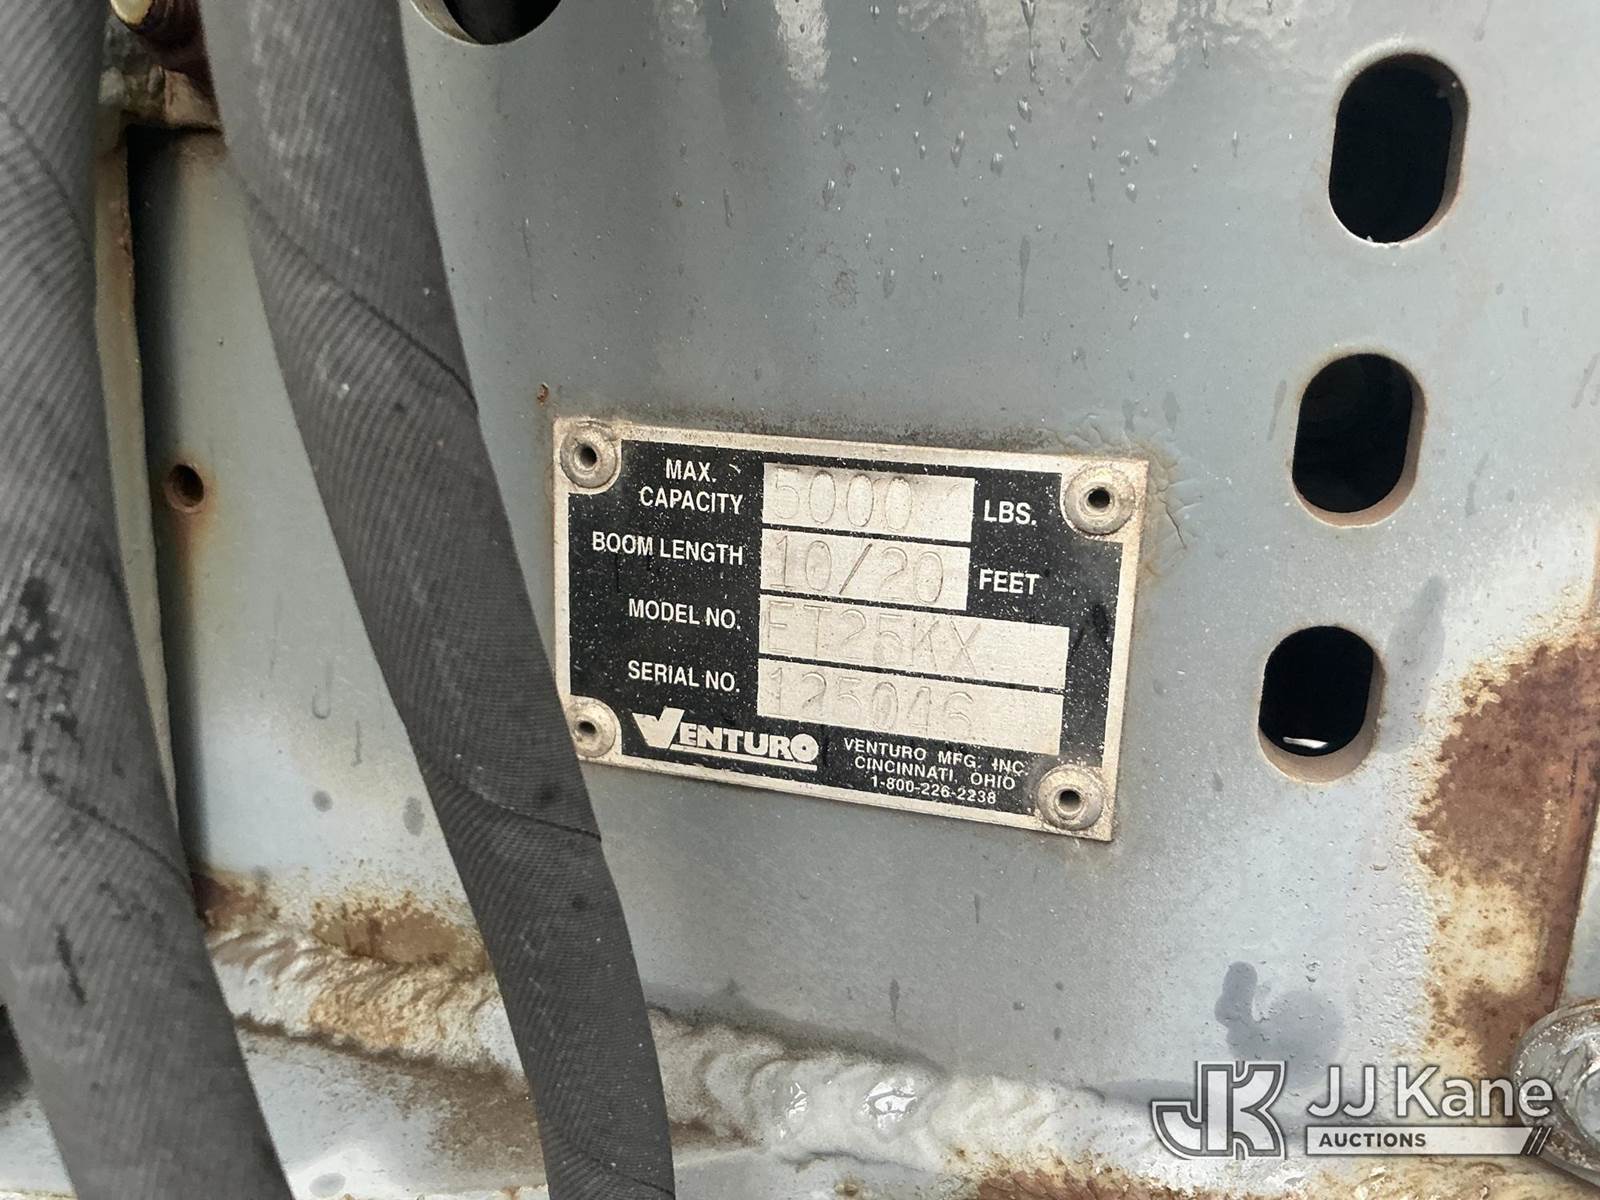 MAX.
CAPACITY 5000 LBS.
BOOM LENGTH 10/20 FEET
MODEL NO. ET25KX
SERIAL NO. 125046
VENTURO
VENTURO MFG. INC.
CINCINNATI, OHIO
1-800-226-2238
JK JJ Kane
AUCTIONS